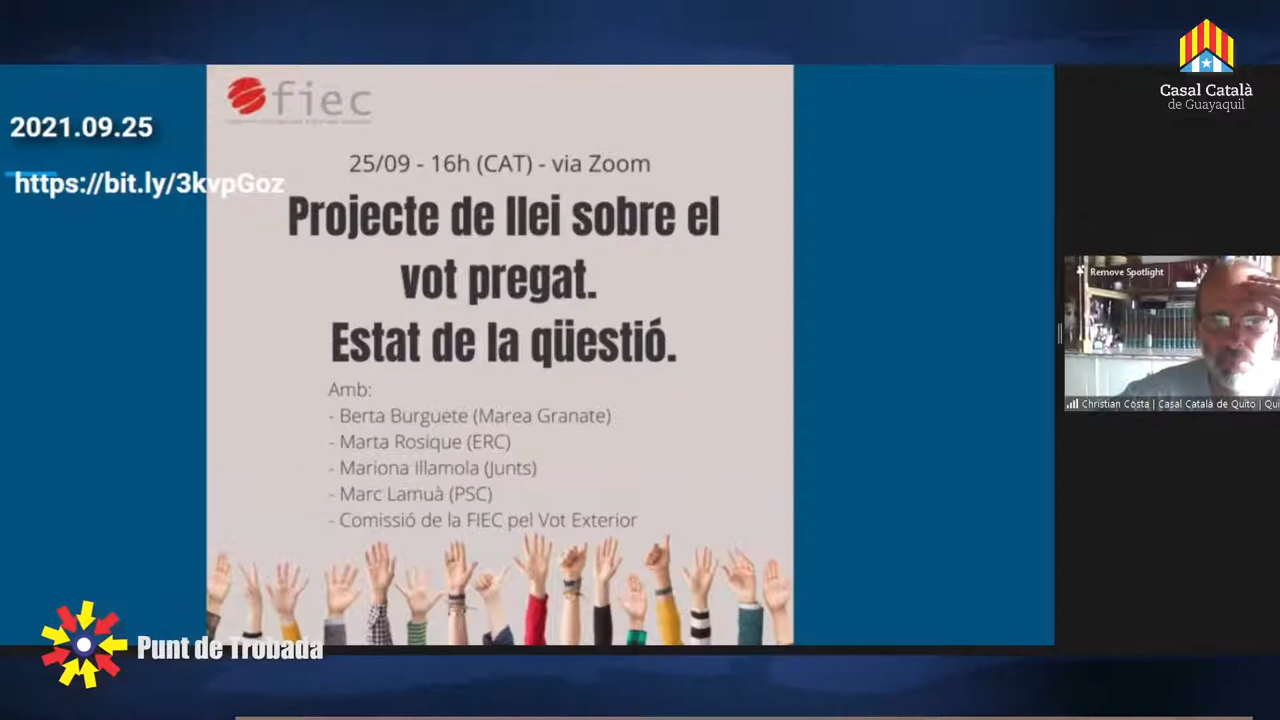 Casal Català
de Guayaquil
2021.09.25
https://bit.ly/3kvpGoz
fiec
25/09 - 16h (CAT) - via Zoom
Projecte de llei sobre el
vot pregat.
Estat de la qüestió.
Amb:
- Berta Burguete (Marea Granate)
- Marta Rosique (ERC)
- Mariona Illamola (Junts)
- Marc Lamuà (PSC)
- Comissió de la FIEC pel Vot Exterior
Remove Spotlight
Christian Costa | Casal Català de Quito | Qui
Punt de Trobada